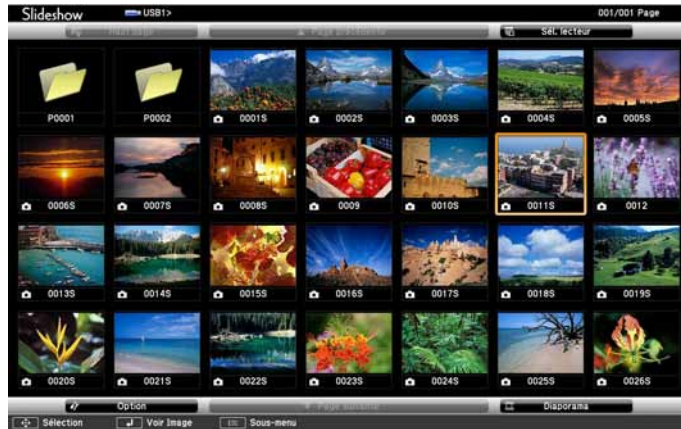 Slideshow USB1> 001/001 Page
Haut page Page précédente Sél. lecteur
P0001 P0002 0001S 0002S 0003S 0004S 0005S
0006S 0007S 0008S 0009 0010S 0011S 0012
0013S 0014S 0015S 0016S 0017S 0018S 0019S
0020S 0021S 0022S 0023S 0024S 0025S 0026S
Option Page suivante Diaporama
Sélection Voir Image ESC Sous-menu